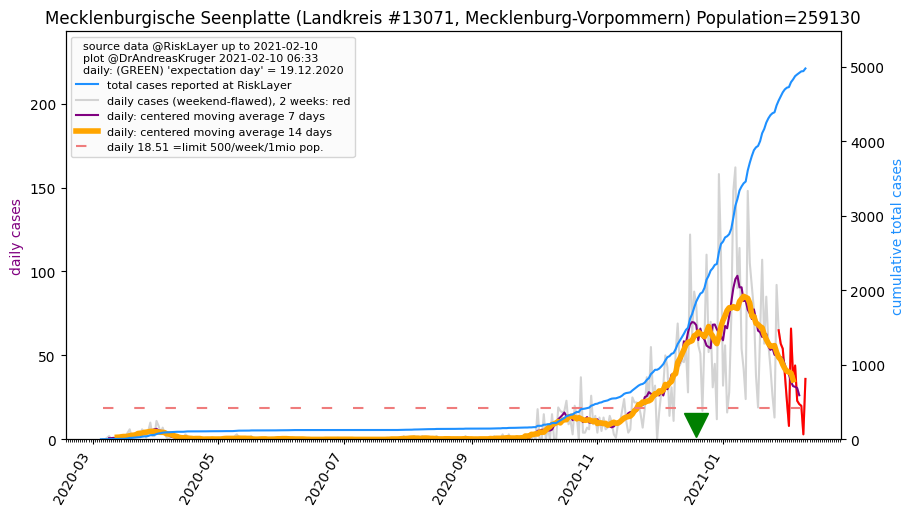 Mecklenburgische Seenplatte (Landkreis #13071, Mecklenburg-Vorpommern) Population=259130
source data @RiskLayer up to 2021-02-10
plot @DrAndreasKruger 2021-02-10 06:33
daily: (GREEN) 'expectation day' = 19.12.2020
total cases reported at RiskLayer
daily cases (weekend-flawed), 2 weeks: red
daily: centered moving average 7 days
daily: centered moving average 14 days
daily 18.51 =limit 500/week/1mio pop.
daily cases
200
150
100
50
0
cumulative total cases
5000
4000
3000
2000
1000
0
2020-03
2020-05
2020-07
2020-09
2020-11
2021-01